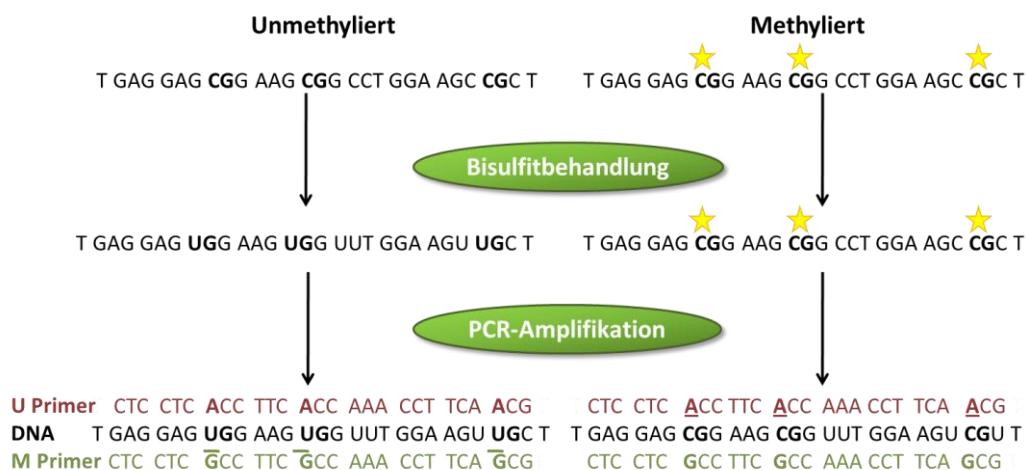 Unmethyliert Methyliert
T GAG GAG CGG AAG CGG CCT GGA AGC CGC T T GAG GAG CGG AAG CGG CCT GGA AGC CGC T
Bisulfitbehandlung
T GAG GAG UGG AAG UGG UUT GGA AGU UGC T T GAG GAG CGG AAG CGG CCT GGA AGC CGC T
PCR-Amplifikation
U Primer CTC CTC ACC TTC ACC AAA CCT TCA ACG CTC CTC ACC TTC ACC AAA CCT TCA ACG
DNA T GAG GAG UGG AAG UGG UUT GGA AGU UGC T T GAG GAG CGG AAG CGG UUT GGA AGU CGU T
M Primer CTC CTC GCC TTC GCC AAA CCT TCA GCG CTC CTC GCC TTC GCC AAA CCT TCA GCG